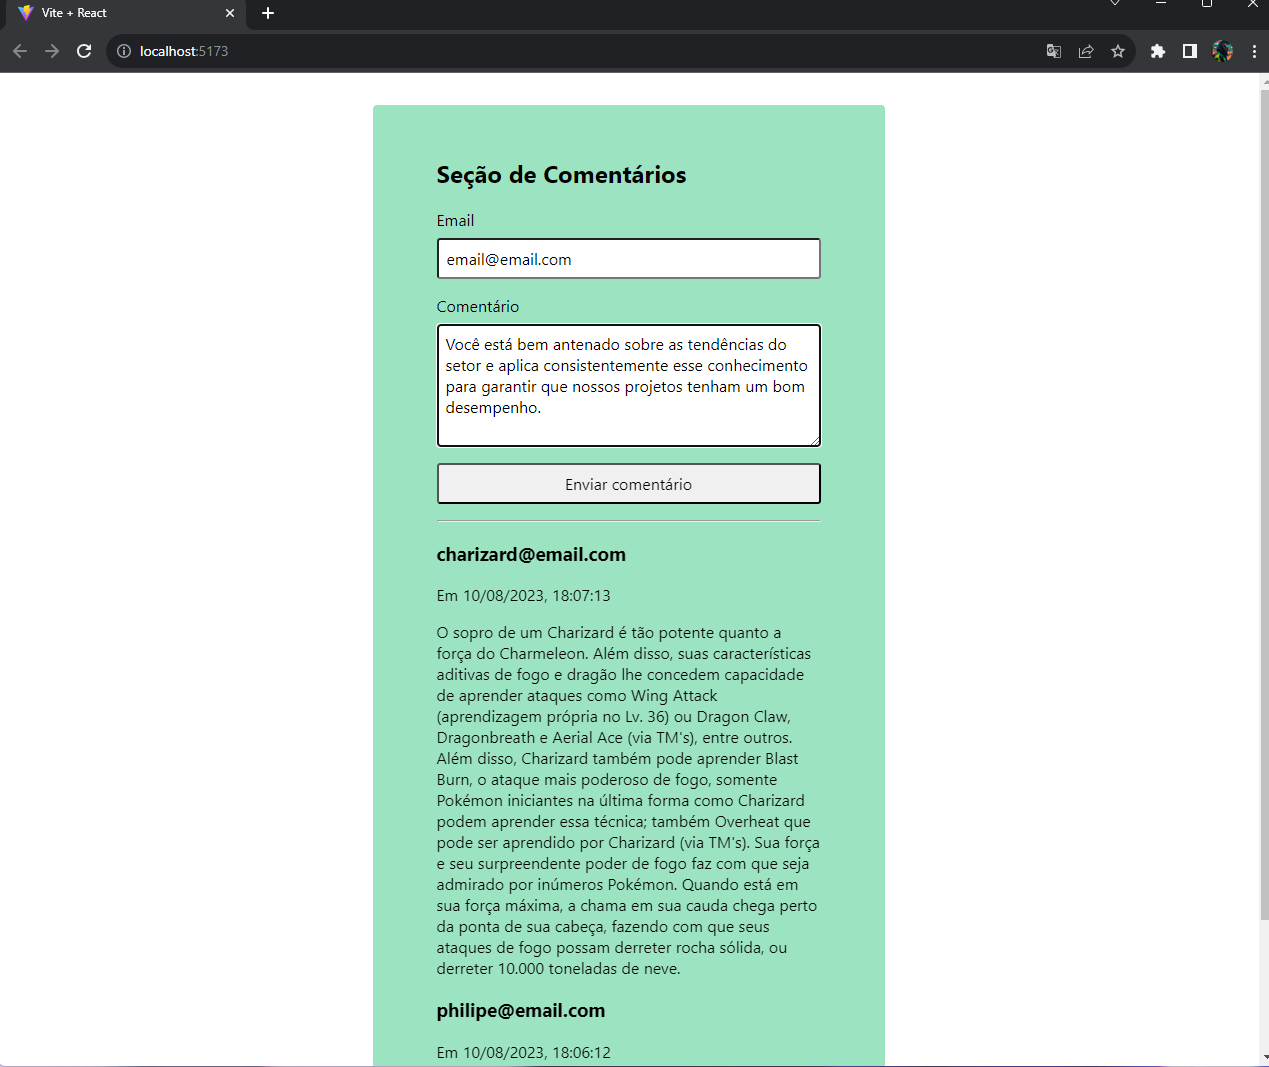 Vite + React
localhost:5173
Seção de Comentários
Email
email@email.com
Comentário
Você está bem antenado sobre as tendências do
setor e aplica consistentemente esse conhecimento
para garantir que nossos projetos tenham um bom
desempenho.
Enviar comentário
charizard@email.com
Em 10/08/2023, 18:07:13
O sopro de um Charizard é tão potente quanto a
força do Charmeleon. Além disso, suas características
aditivas de fogo e dragão lhe concedem capacidade
de aprender ataques como Wing Attack
(aprendizagem própria no Lv. 36) ou Dragon Claw,
Dragonbreath e Aerial Ace (via TM's), entre outros.
Além disso, Charizard também pode aprender Blast
Burn, o ataque mais poderoso de fogo, somente
Pokémon iniciantes na última forma como Charizard
podem aprender essa técnica; também Overheat que
pode ser aprendido por Charizard (via TM's). Sua força
e seu surpreendente poder de fogo faz com que seja
admirado por inúmeros Pokémon. Quando está em
sua força máxima, a chama em sua cauda chega perto
da ponta de sua cabeça, fazendo com que seus
ataques de fogo possam derreter rocha sólida, ou
derreter 10.000 toneladas de neve.
philipe@email.com
Em 10/08/2023, 18:06:12